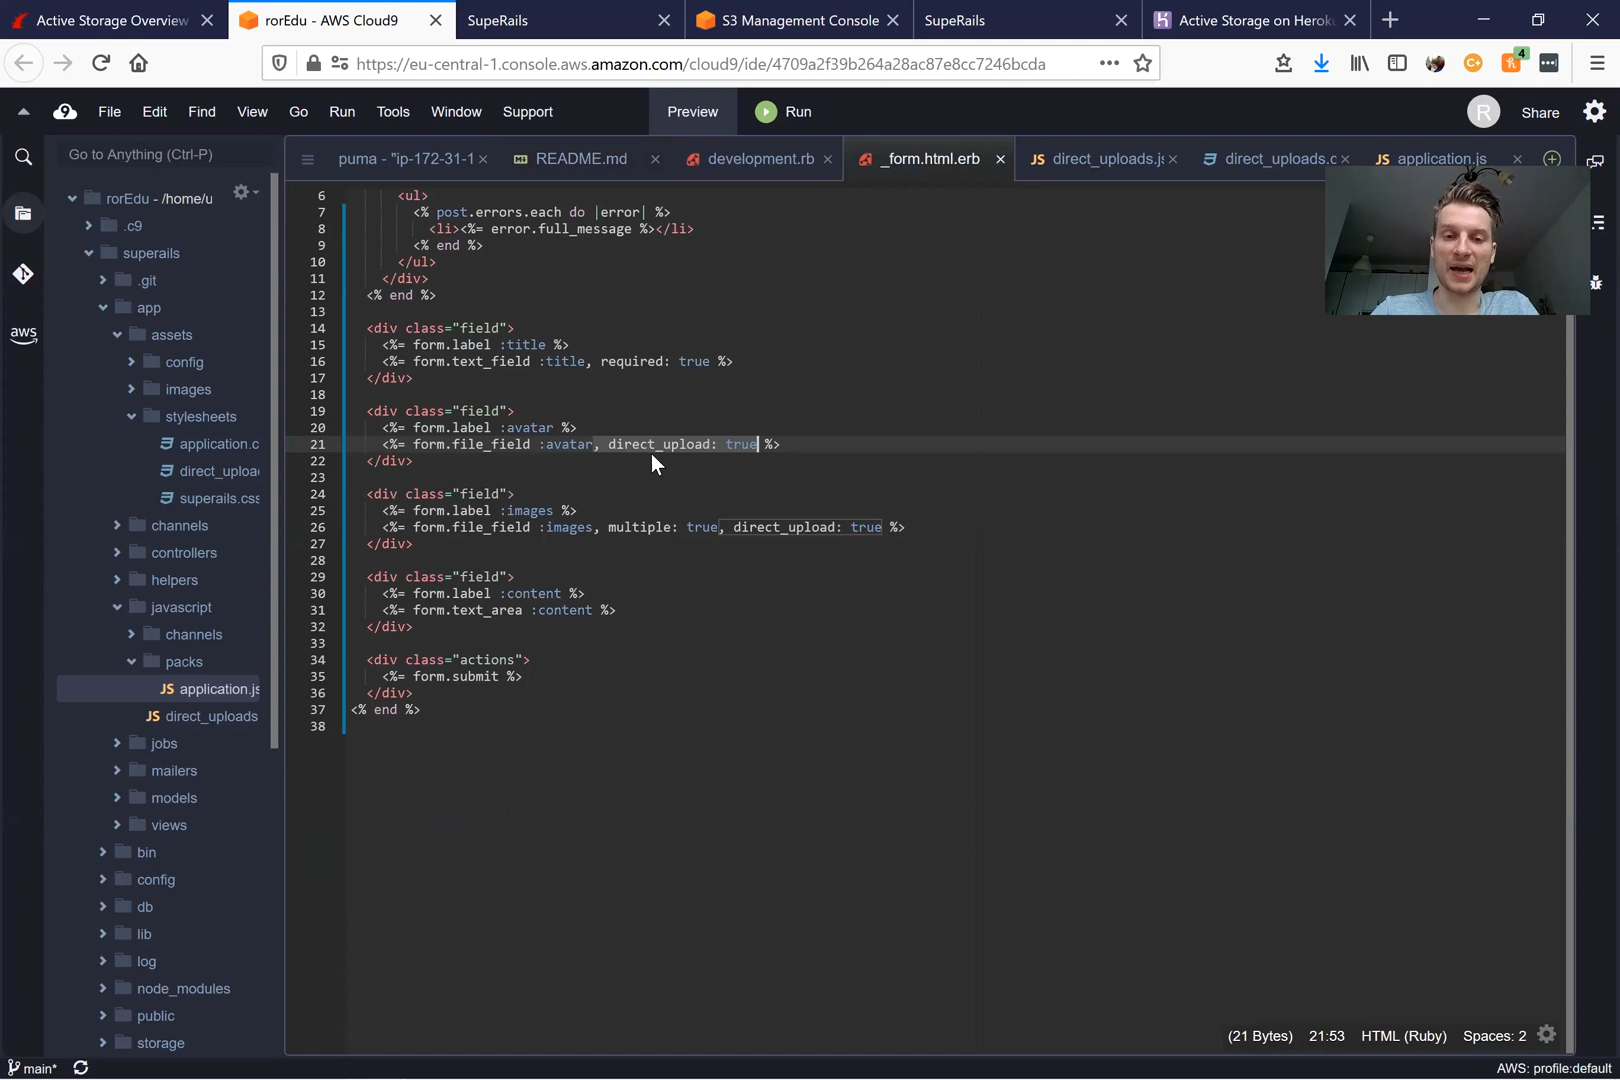 Active Storage Overview
rorEdu - AWS Cloud9
SupeRails
S3 Management Console
SupeRails
Active Storage on Heroku
https://eu-central-1.console.aws.amazon.com/cloud9/ide/4709a2f39b264a28ac87e8cc7246bcda
4
File Edit Find View Go Run Tools Window Support
Preview
Run
R
Share
Go to Anything (Ctrl-P)
puma - "ip-172-31-1
README.md
development.rb
_form.html.erb
direct_uploads.js
direct_uploads.c
application.js
rorEdu - /home/u
.c9
superails
.git
app
assets
config
images
stylesheets
application.c
direct_uploa
superails.css
channels
controllers
helpers
javascript
channels
packs
JS application.js
JS direct_uploads
jobs
mailers
models
views
bin
config
db
lib
log
node_modules
public
storage
aws
6 <ul>
7 <% post.errors.each do |error| %>
8 <li><%= error.full_message %></li>
9 <% end %>
10 </ul>
11 </div>
12 <% end %>
13
14 <div class="field">
15 <%= form.label :title %>
16 <%= form.text_field :title, required: true %>
17 </div>
18
19 <div class="field">
20 <%= form.label :avatar %>
21 <%= form.file_field :avatar, direct_upload: true %>
22 </div>
23
24 <div class="field">
25 <%= form.label :images %>
26 <%= form.file_field :images, multiple: true, direct_upload: true %>
27 </div>
28
29 <div class="field">
30 <%= form.label :content %>
31 <%= form.text_area :content %>
32 </div>
33
34 <div class="actions">
35 <%= form.submit %>
36 </div>
37 <% end %>
38
(21 Bytes) 21:53 HTML (Ruby) Spaces: 2
main*
AWS: profile:default